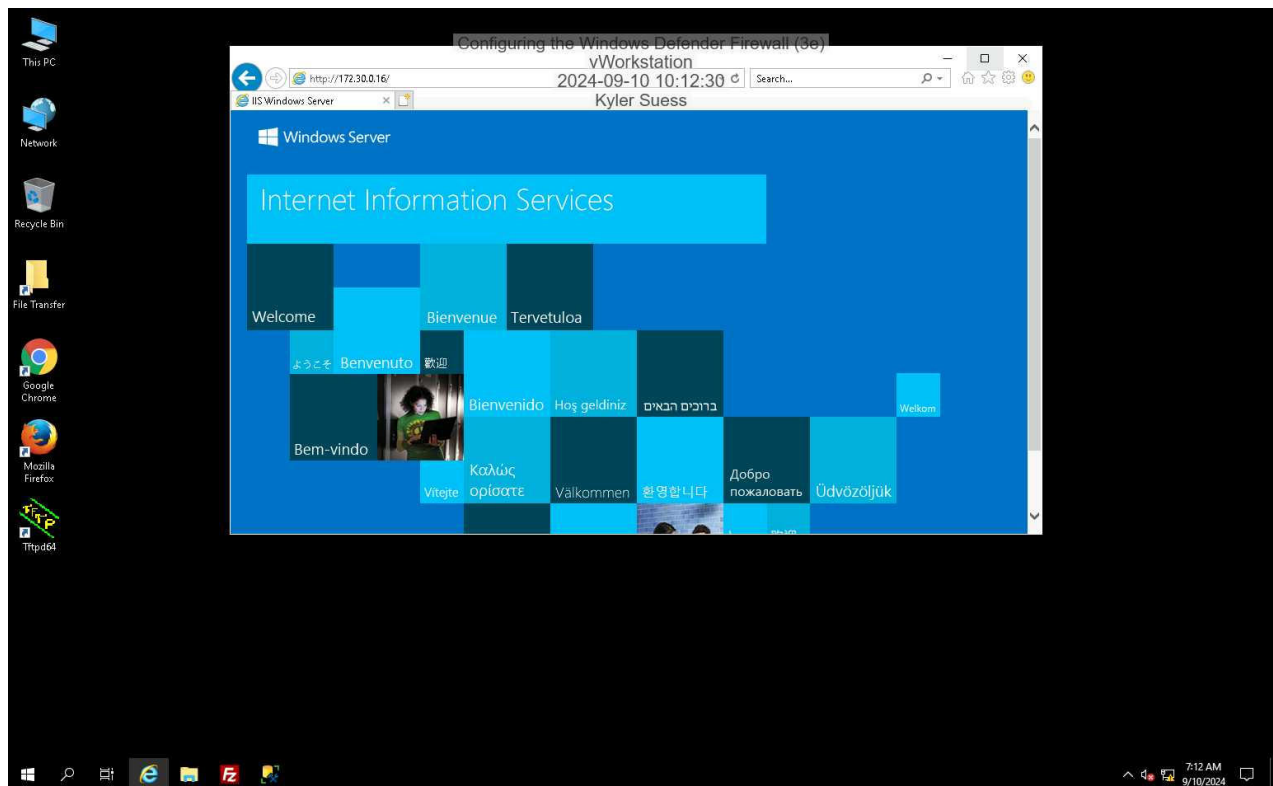 This PC
Network
Recycle Bin
File Transfer
Google
Chrome
Mozilla
Firefox
Tftpd64
Configuring the Windows Defender Firewall (3e)
vWorkstation
2024-09-10 10:12:30
Kyler Suess
http://172.30.0.16/
Search...
IIS Windows Server
Windows Server
Internet Information Services
Welcome
Bienvenue
Tervetuloa
ようこそ
Benvenuto
歡迎
Bienvenido
Hoş geldiniz
ברוכים הבאים
Welkom
Bem-vindo
Vítejte
Καλώς
ορίσατε
Välkommen
환영합니다
Добро
пожаловать
Üdvözöljük
7:12 AM
9/10/2024